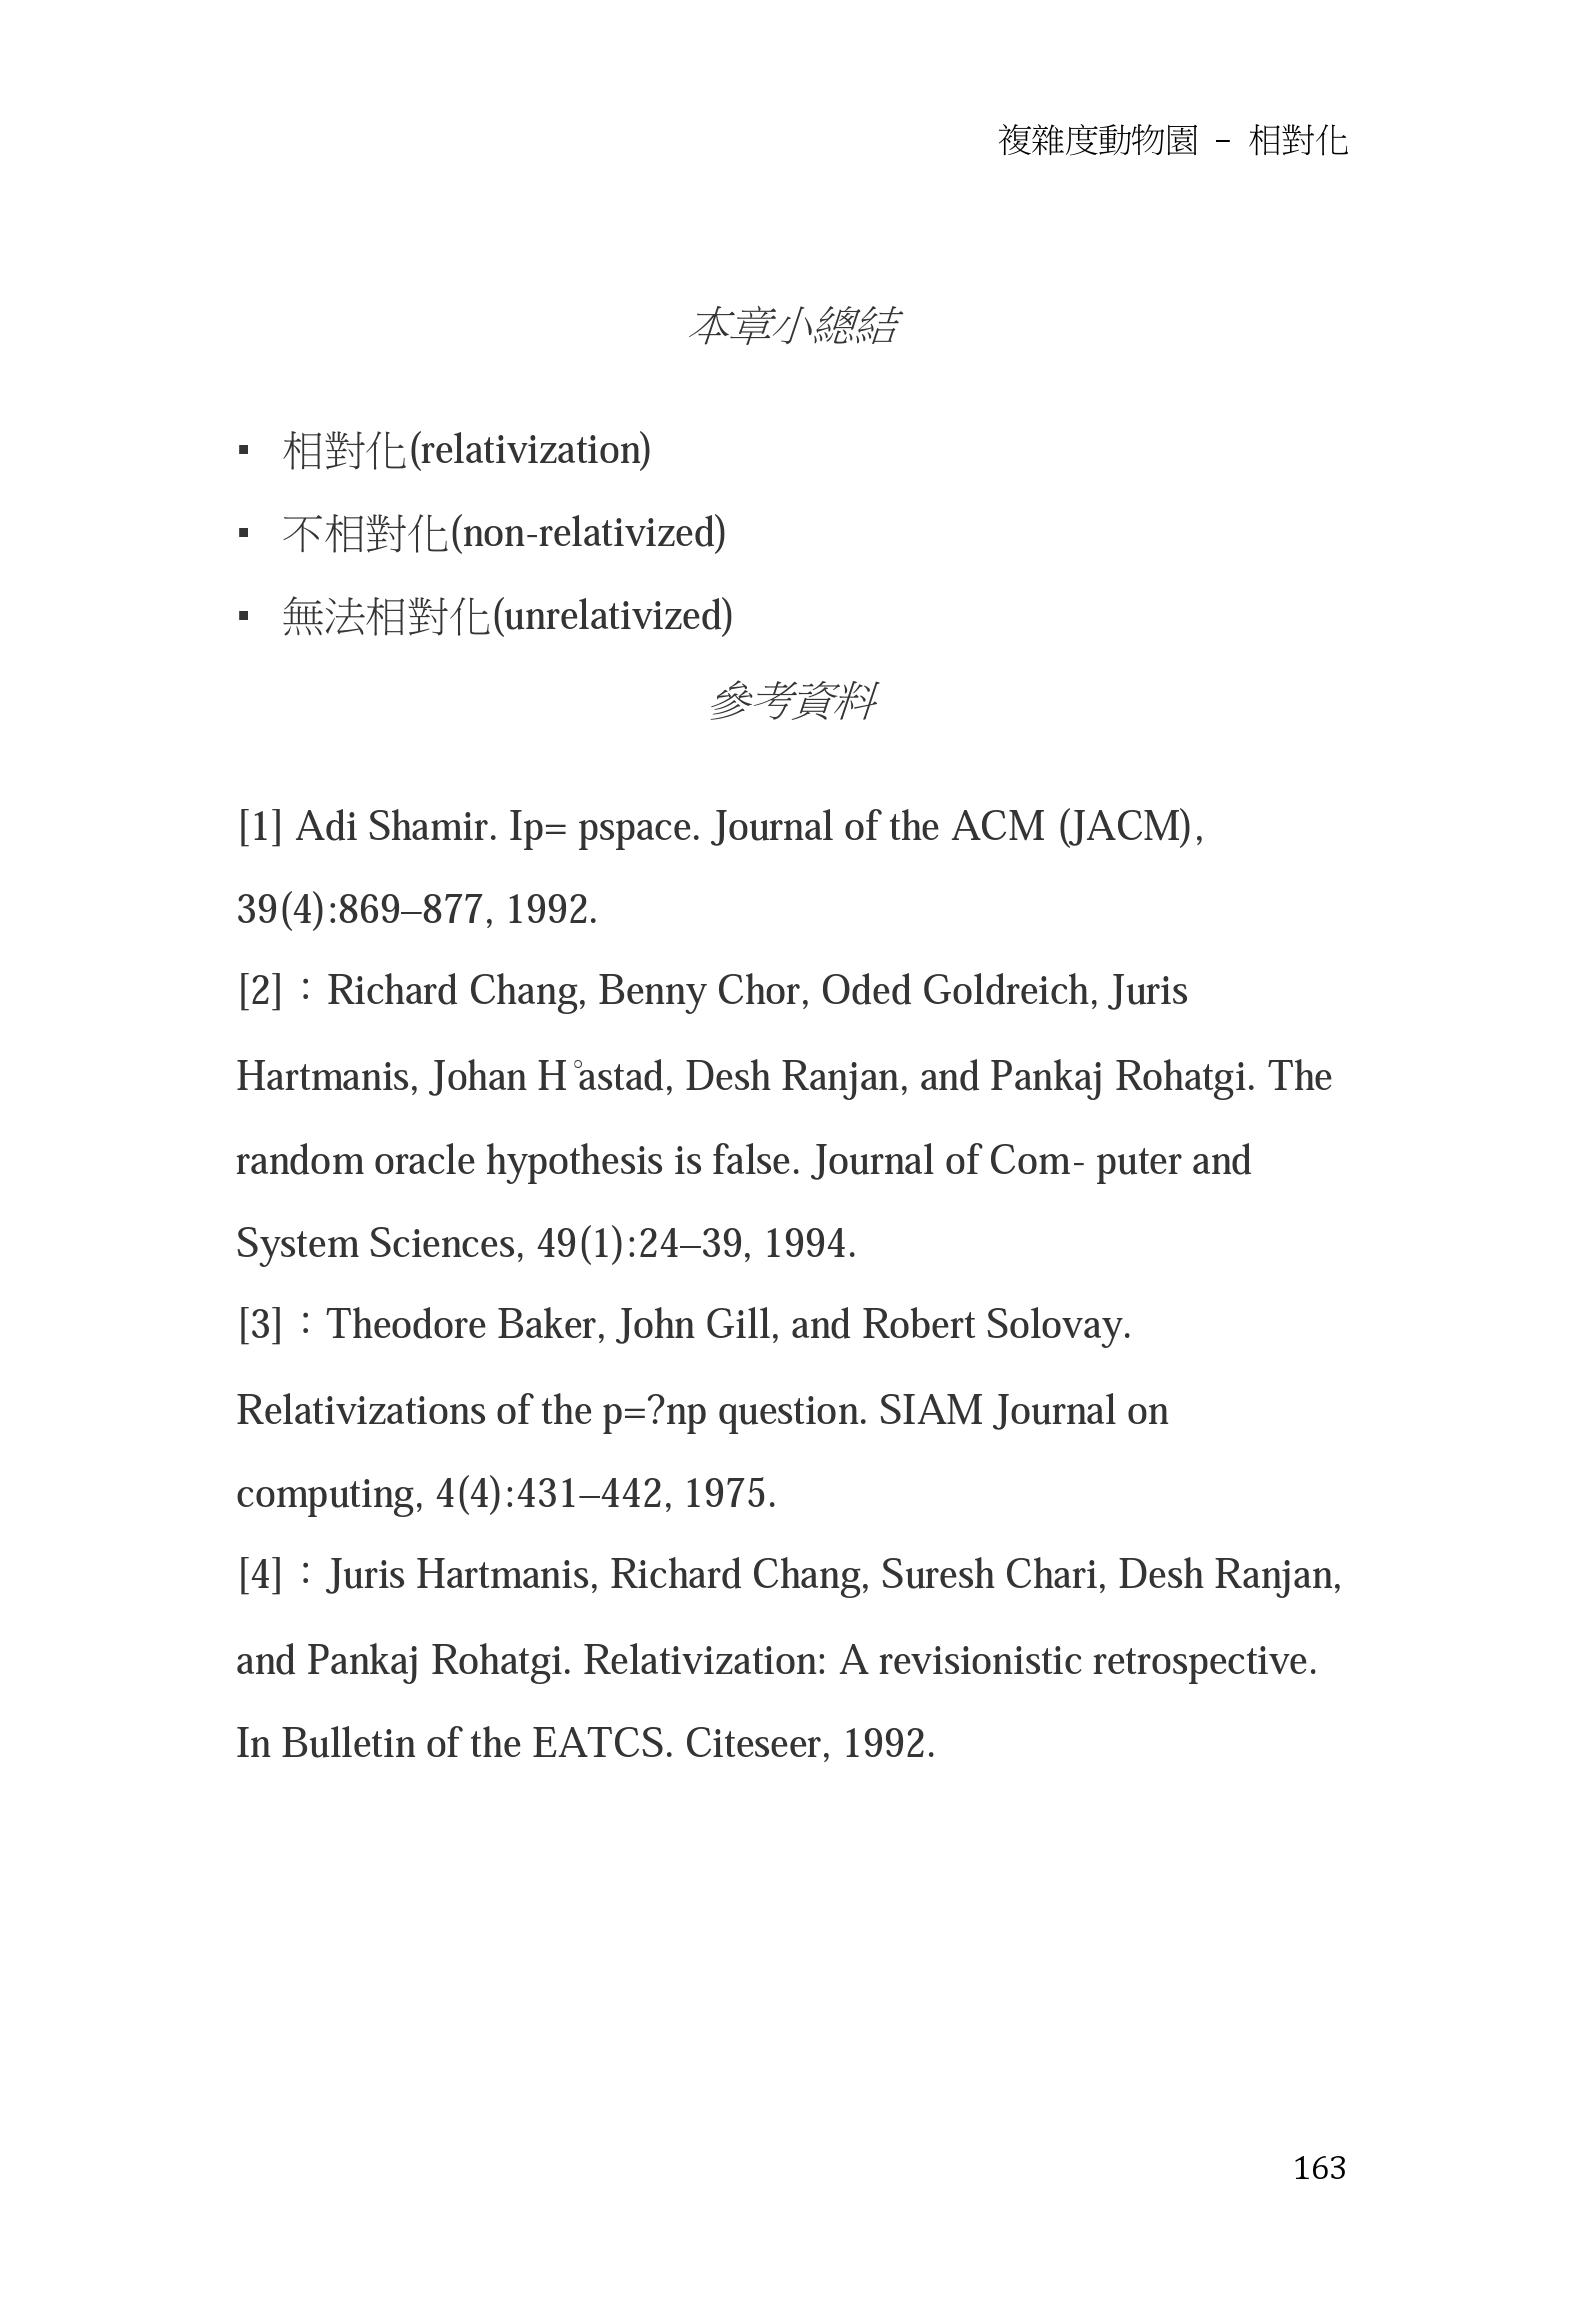 複雜度動物園 – 相對化
本章小總結
▪ 相對化(relativization)
▪ 不相對化(non-relativized)
▪ 無法相對化(unrelativized)
參考資料
[1] Adi Shamir. Ip= pspace. Journal of the ACM (JACM),
39(4):869–877, 1992.
[2]：Richard Chang, Benny Chor, Oded Goldreich, Juris
Hartmanis, Johan H ̊astad, Desh Ranjan, and Pankaj Rohatgi. The
random oracle hypothesis is false. Journal of Com- puter and
System Sciences, 49(1):24–39, 1994.
[3]：Theodore Baker, John Gill, and Robert Solovay.
Relativizations of the p=?np question. SIAM Journal on
computing, 4(4):431–442, 1975.
[4]：Juris Hartmanis, Richard Chang, Suresh Chari, Desh Ranjan,
and Pankaj Rohatgi. Relativization: A revisionistic retrospective.
In Bulletin of the EATCS. Citeseer, 1992.
163